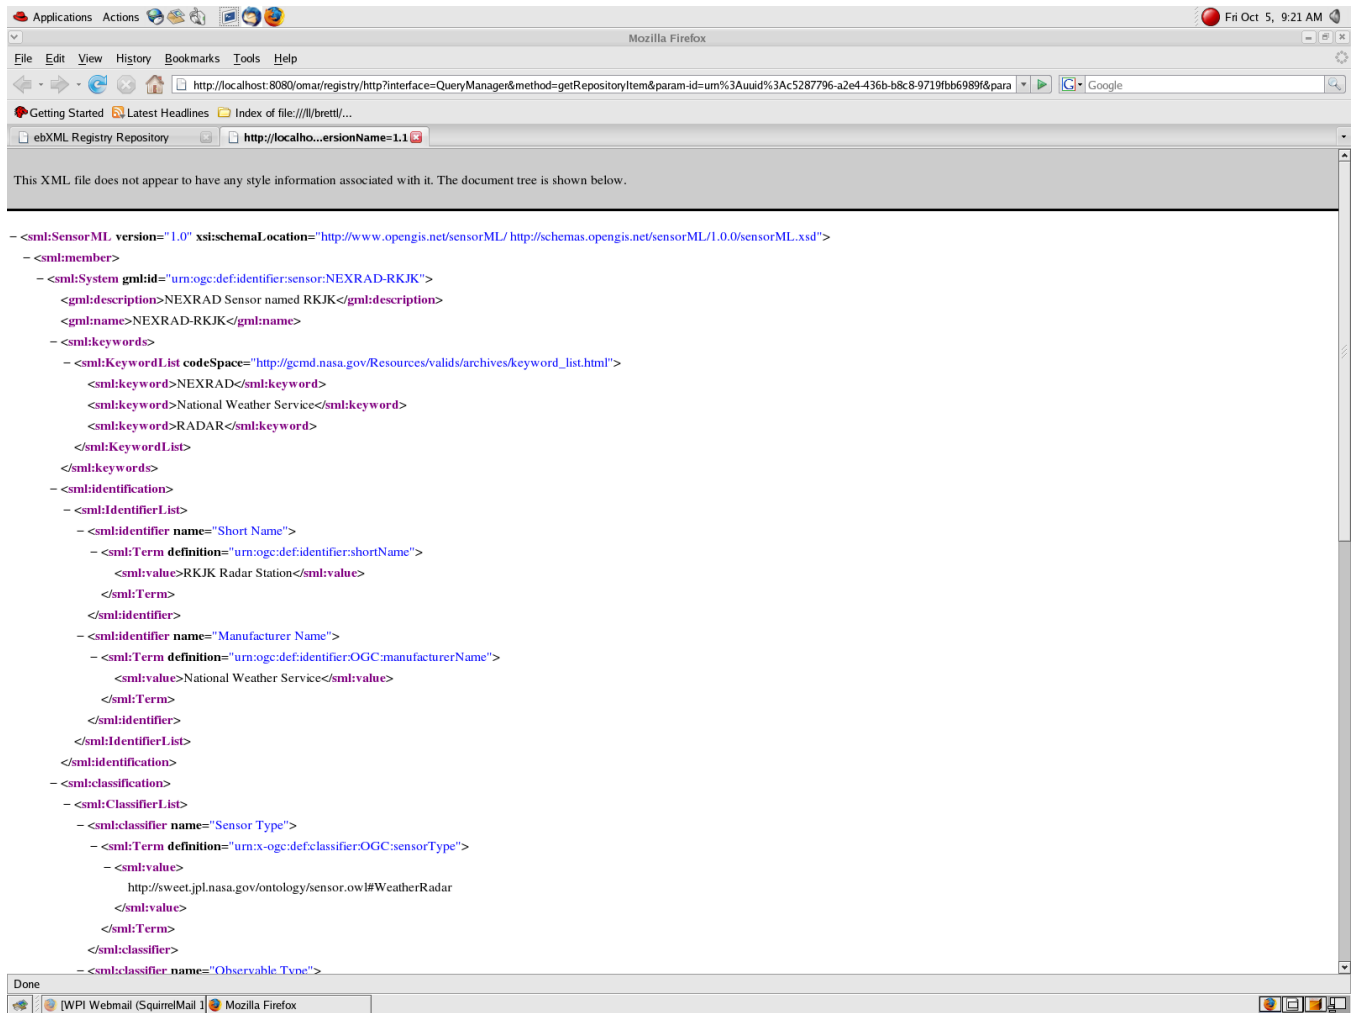 Applications Actions Fri Oct 5, 9:21 AM
Mozilla Firefox
File Edit View History Bookmarks Tools Help
http://localhost:8080/omar/registry/http?interface=QueryManager&method=getRepositoryItem&param-id=urn%3Auuid%3Ac5287796-a2e4-436b-b8c8-9719fbb6989f&para G Google
Getting Started Latest Headlines Index of file:///ll/brettl/...
ebXML Registry Repository http://localho...ersionName=1.1
This XML file does not appear to have any style information associated with it. The document tree is shown below.
− <sml:SensorML version="1.0" xsi:schemaLocation="http://www.opengis.net/sensorML/ http://schemas.opengis.net/sensorML/1.0.0/sensorML.xsd">
− <sml:member>
− <sml:System gml:id="urn:ogc:def:identifier:sensor:NEXRAD-RKJK">
<gml:description>NEXRAD Sensor named RKJK</gml:description>
<gml:name>NEXRAD-RKJK</gml:name>
− <sml:keywords>
− <sml:KeywordList codeSpace="http://gcmd.nasa.gov/Resources/valids/archives/keyword_list.html">
<sml:keyword>NEXRAD</sml:keyword>
<sml:keyword>National Weather Service</sml:keyword>
<sml:keyword>RADAR</sml:keyword>
</sml:KeywordList>
</sml:keywords>
− <sml:identification>
− <sml:IdentifierList>
− <sml:identifier name="Short Name">
− <sml:Term definition="urn:ogc:def:identifier:shortName">
<sml:value>RKJK Radar Station</sml:value>
</sml:Term>
</sml:identifier>
− <sml:identifier name="Manufacturer Name">
− <sml:Term definition="urn:ogc:def:identifier:OGC:manufacturerName">
<sml:value>National Weather Service</sml:value>
</sml:Term>
</sml:identifier>
</sml:IdentifierList>
</sml:identification>
− <sml:classification>
− <sml:ClassifierList>
− <sml:classifier name="Sensor Type">
− <sml:Term definition="urn:x-ogc:def:classifier:OGC:sensorType">
− <sml:value>
http://sweet.jpl.nasa.gov/ontology/sensor.owl#WeatherRadar
</sml:value>
</sml:Term>
</sml:classifier>
− <sml:classifier name="Observable Type">
Done
[WPI Webmail (SquirrelMail 1 Mozilla Firefox